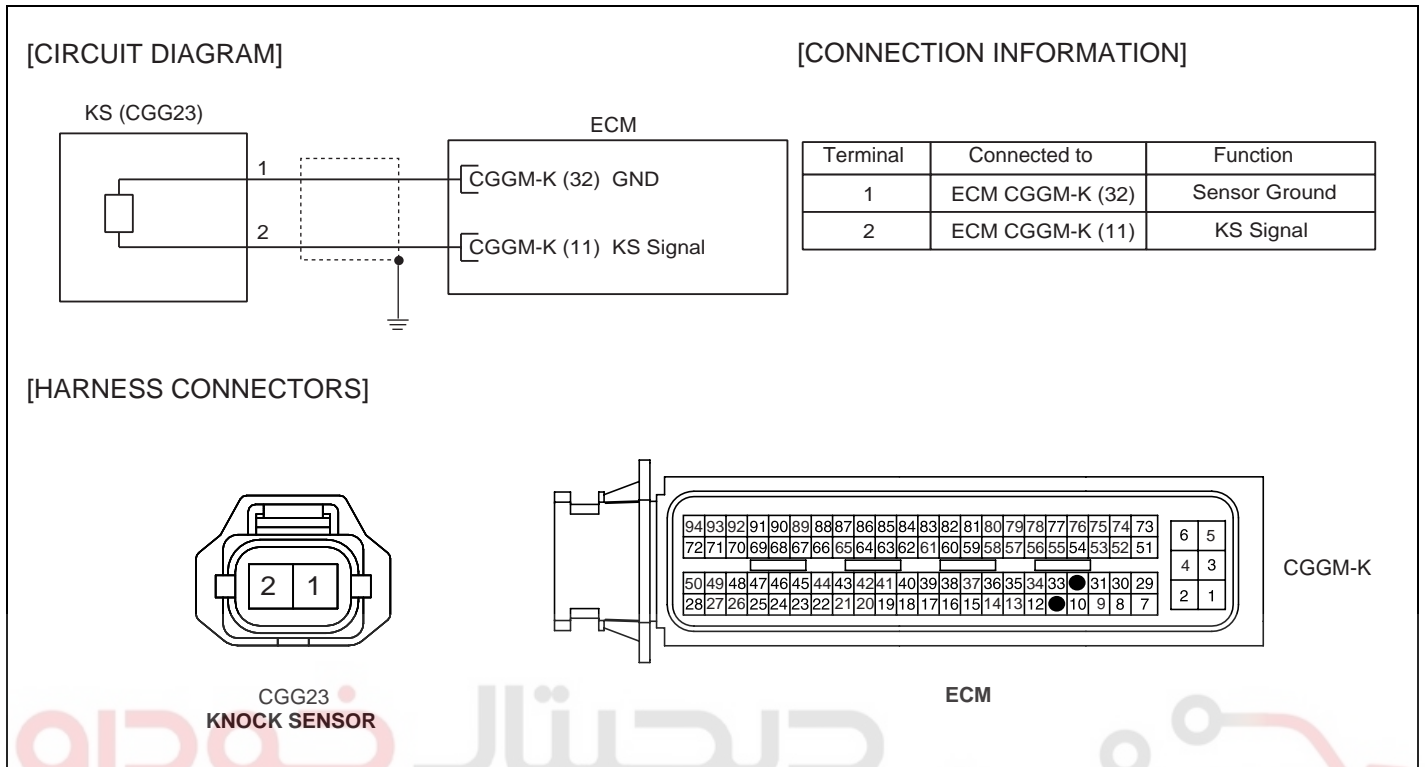 [CIRCUIT DIAGRAM]
KS (CGG23)
ECM
1
CGGM-K (32) GND
2
CGGM-K (11) KS Signal
[CONNECTION INFORMATION]
Terminal Connected to Function
1 ECM CGGM-K (32) Sensor Ground
2 ECM CGGM-K (11) KS Signal
[HARNESS CONNECTORS]
2 1
CGG23
KNOCK SENSOR
94 93 92 91 90 89 88 87 86 85 84 83 82 81 80 79 78 77 76 75 74 73
72 71 70 69 68 67 66 65 64 63 62 61 60 59 58 57 56 55 54 53 52 51
50 49 48 47 46 45 44 43 42 41 40 39 38 37 36 35 34 33 31 30 29
28 27 26 25 24 23 22 21 20 19 18 17 16 15 14 13 12 10 9 8 7
6 5
4 3
2 1
CGGM-K
ECM
دیجیتال خودرو